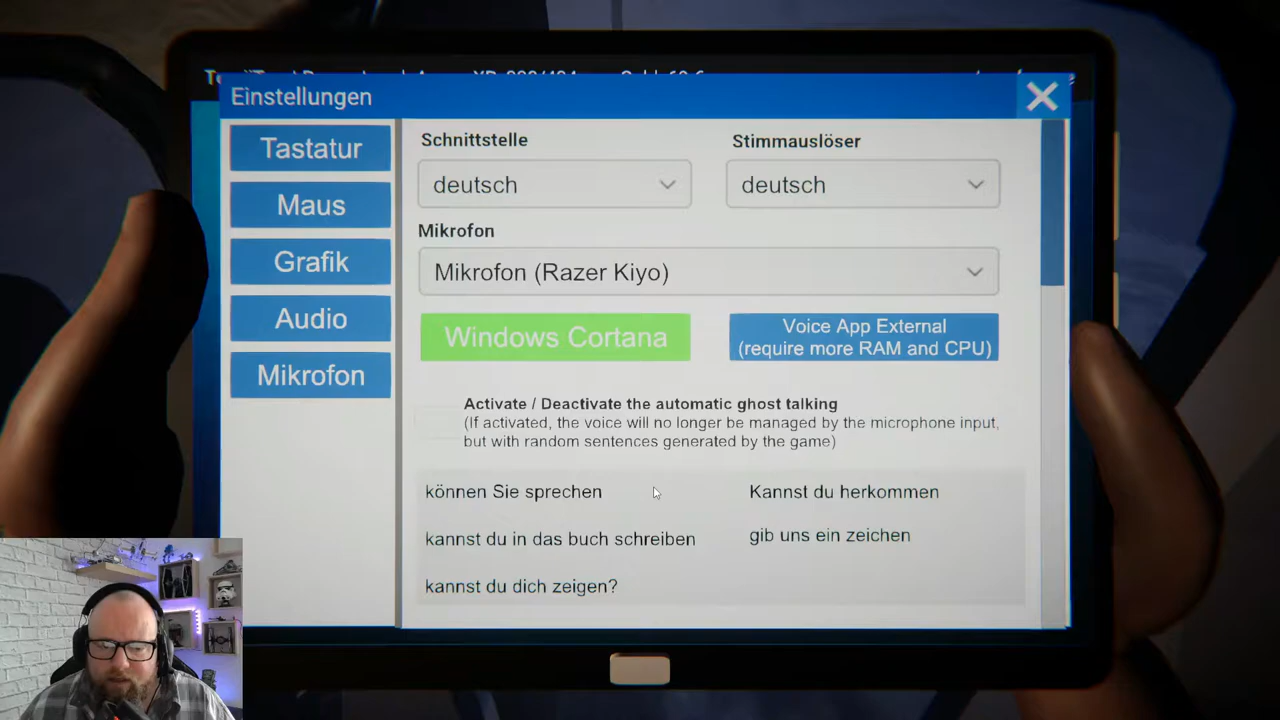 Einstellungen
Tastatur
Maus
Grafik
Audio
Mikrofon
Schnittstelle
Stimmauslöser
deutsch
deutsch
Mikrofon
Mikrofon (Razer Kiyo)
Windows Cortana
Voice App External
(require more RAM and CPU)
Activate / Deactivate the automatic ghost talking
(If activated, the voice will no longer be managed by the microphone input,
but with random sentences generated by the game)
können Sie sprechen
Kannst du herkommen
kannst du in das buch schreiben
gib uns ein zeichen
kannst du dich zeigen?